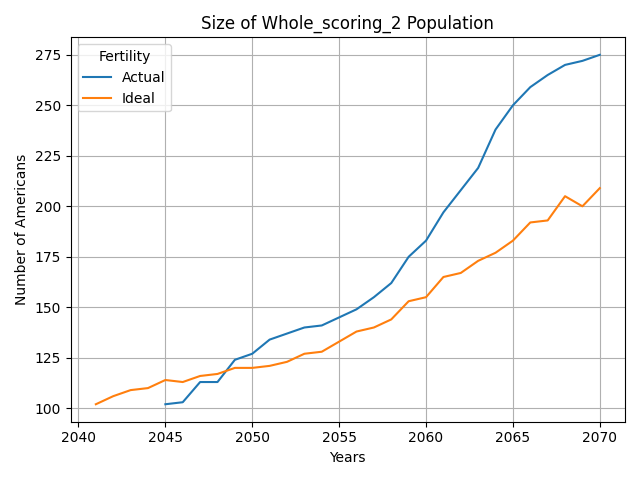 Size of Whole_scoring_2 Population
Fertility
Actual
Ideal
Number of Americans
275
250
225
200
175
150
125
100
2040
2045
2050
2055
2060
2065
2070
Years